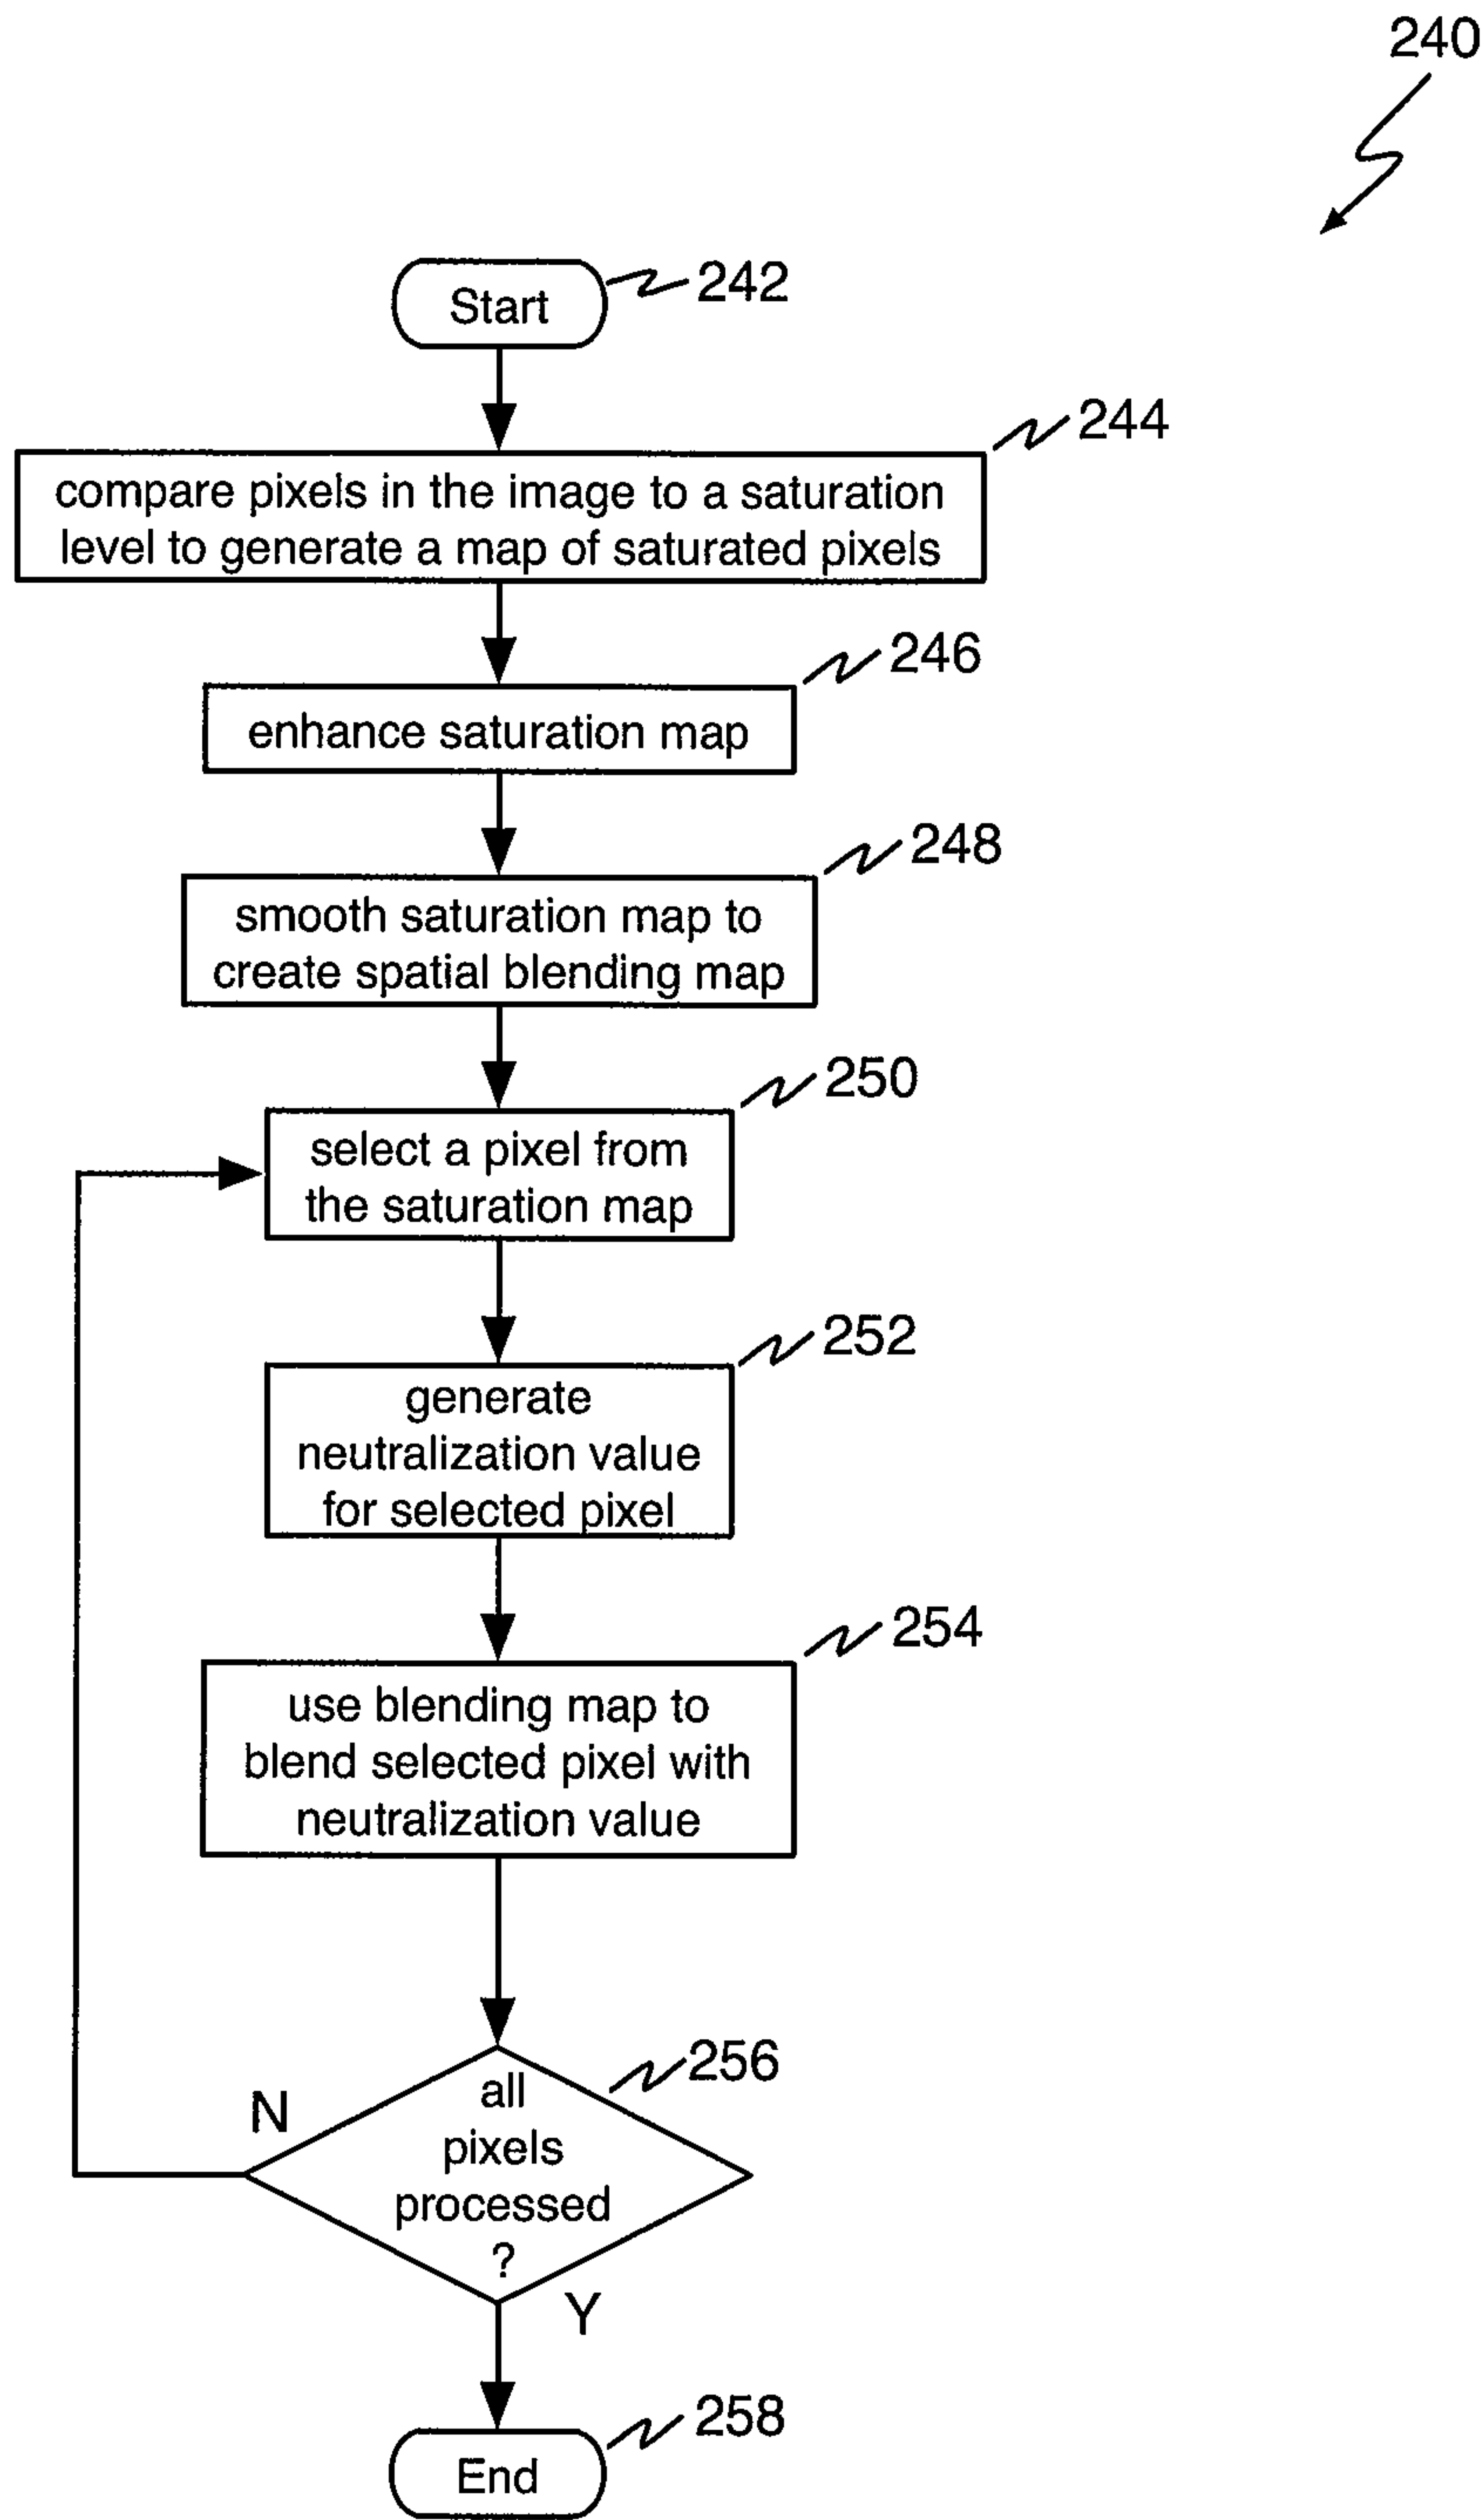 240
Start
242
244
compare pixels in the image to a saturation
level to generate a map of saturated pixels
246
enhance saturation map
248
smooth saturation map to
create spatial blending map
250
select a pixel from
the saturation map
252
generate
neutralization value
for selected pixel
254
use blending map to
blend selected pixel with
neutralization value
256
N
all
pixels
processed
?
Y
258
End